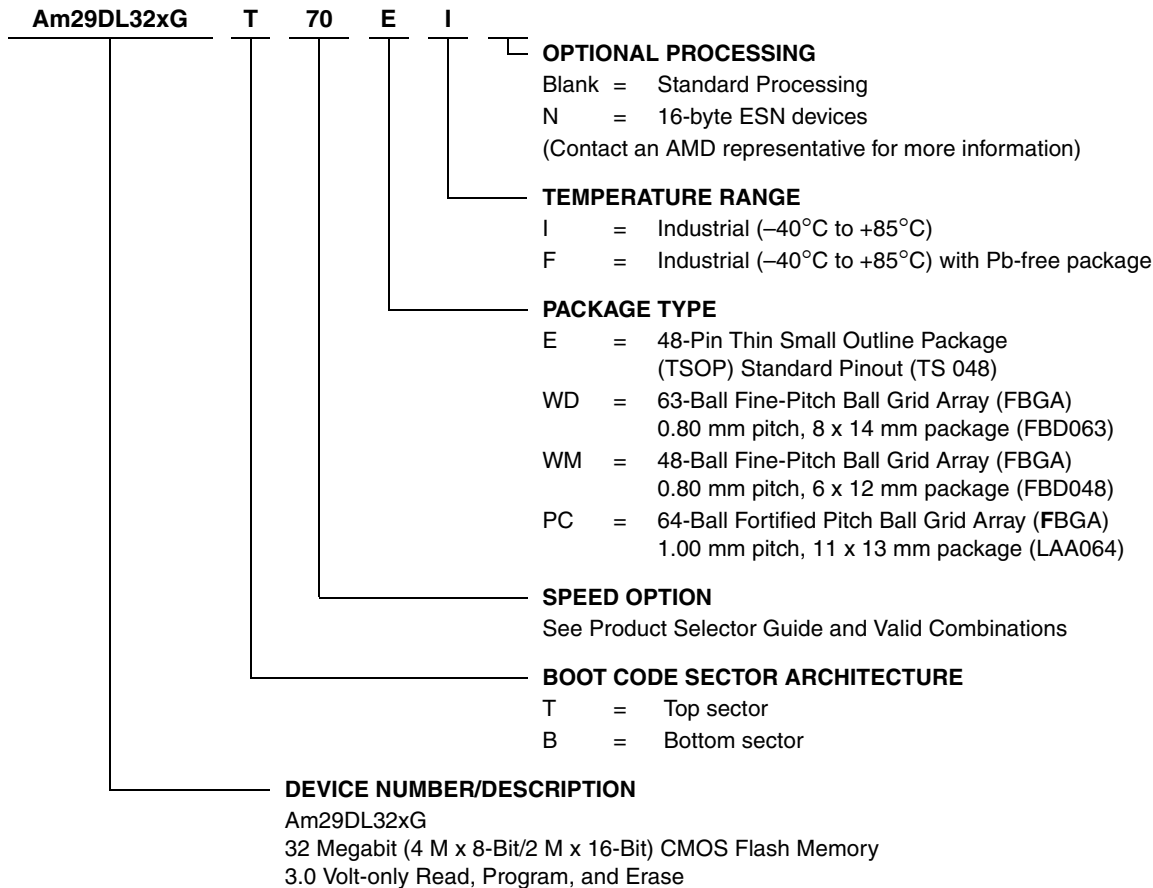 Am29DL32xG T 70 E I
OPTIONAL PROCESSING
Blank = Standard Processing
N = 16-byte ESN devices
(Contact an AMD representative for more information)
TEMPERATURE RANGE
I = Industrial (–40°C to +85°C)
F = Industrial (–40°C to +85°C) with Pb-free package
PACKAGE TYPE
E = 48-Pin Thin Small Outline Package
(TSOP) Standard Pinout (TS 048)
WD = 63-Ball Fine-Pitch Ball Grid Array (FBGA)
0.80 mm pitch, 8 x 14 mm package (FBD063)
WM = 48-Ball Fine-Pitch Ball Grid Array (FBGA)
0.80 mm pitch, 6 x 12 mm package (FBD048)
PC = 64-Ball Fortified Pitch Ball Grid Array (FBGA)
1.00 mm pitch, 11 x 13 mm package (LAA064)
SPEED OPTION
See Product Selector Guide and Valid Combinations
BOOT CODE SECTOR ARCHITECTURE
T = Top sector
B = Bottom sector
DEVICE NUMBER/DESCRIPTION
Am29DL32xG
32 Megabit (4 M x 8-Bit/2 M x 16-Bit) CMOS Flash Memory
3.0 Volt-only Read, Program, and Erase